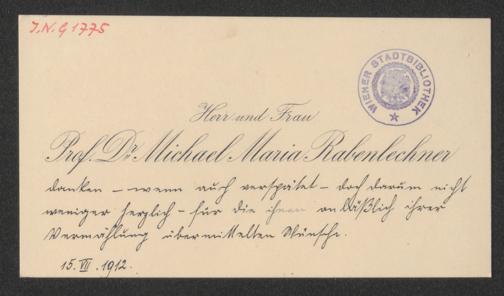 J.N. G 1775
WIENER STADTBIBLIOTHEK
Herr und Frau
Prof. Dr. Michael Maria Rabenlechner
danken – wenn auch verspätet – doch darum nicht
weniger herzlich – für die ihnen anläßlich ihrer
Vermählung übermittelten Wünsche.
15. VII. 1912.